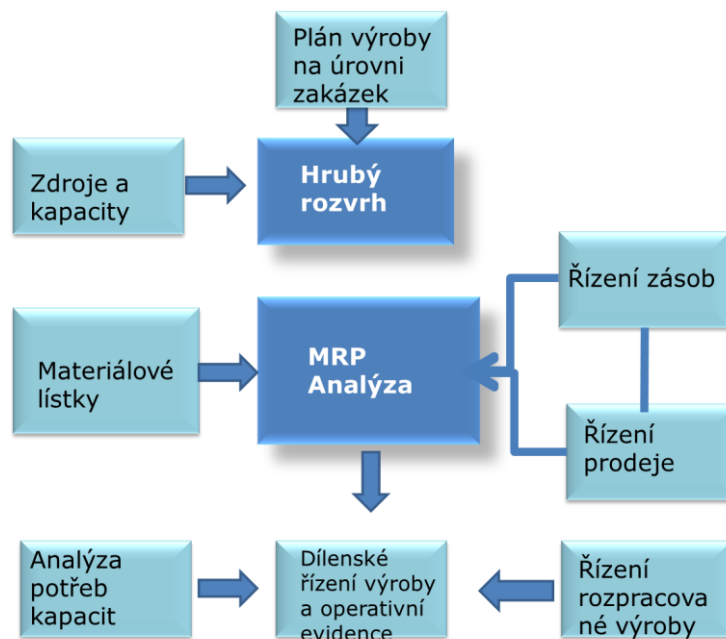 Plán výroby
na úrovni
zakázek
Zdroje a
kapacity
Hrubý
rozvrh
Řízení zásob
Materiálové
lístky
MRP
Analýza
Řízení
prodeje
Analýza
potřeb
kapacit
Dílenské
řízení výroby
a operativní
evidence
Řízení
rozpracova
né výroby